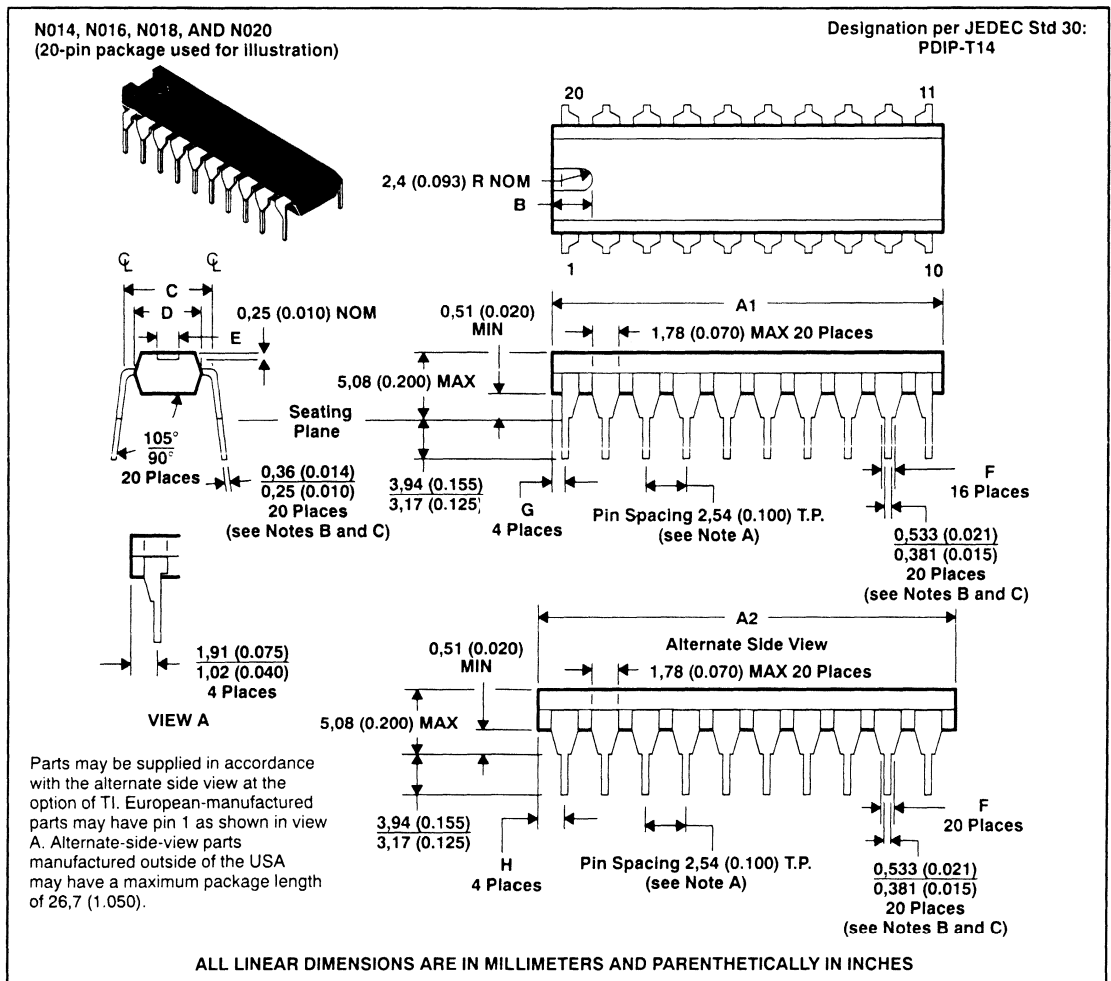 N014, N016, N018, AND N020
(20-pin package used for illustration)
Designation per JEDEC Std 30:
PDIP-T14
20
11
2,4 (0.093) R NOM
B
1
10
℄
℄
C
D
E
0,25 (0.010) NOM
105°
90°
20 Places
Seating
Plane
0,36 (0.014)
0,25 (0.010)
20 Places
(see Notes B and C)
A1
0,51 (0.020)
MIN
1,78 (0.070) MAX 20 Places
5,08 (0.200) MAX
3,94 (0.155)
3,17 (0.125)
G
4 Places
Pin Spacing 2,54 (0.100) T.P.
(see Note A)
F
16 Places
0,533 (0.021)
0,381 (0.015)
20 Places
(see Notes B and C)
1,91 (0.075)
1,02 (0.040)
4 Places
VIEW A
A2
Alternate Side View
0,51 (0.020)
MIN
1,78 (0.070) MAX 20 Places
5,08 (0.200) MAX
3,94 (0.155)
3,17 (0.125)
H
4 Places
Pin Spacing 2,54 (0.100) T.P.
(see Note A)
F
20 Places
0,533 (0.021)
0,381 (0.015)
20 Places
(see Notes B and C)
Parts may be supplied in accordance
with the alternate side view at the
option of TI. European-manufactured
parts may have pin 1 as shown in view
A. Alternate-side-view parts
manufactured outside of the USA
may have a maximum package length
of 26,7 (1.050).
ALL LINEAR DIMENSIONS ARE IN MILLIMETERS AND PARENTHETICALLY IN INCHES